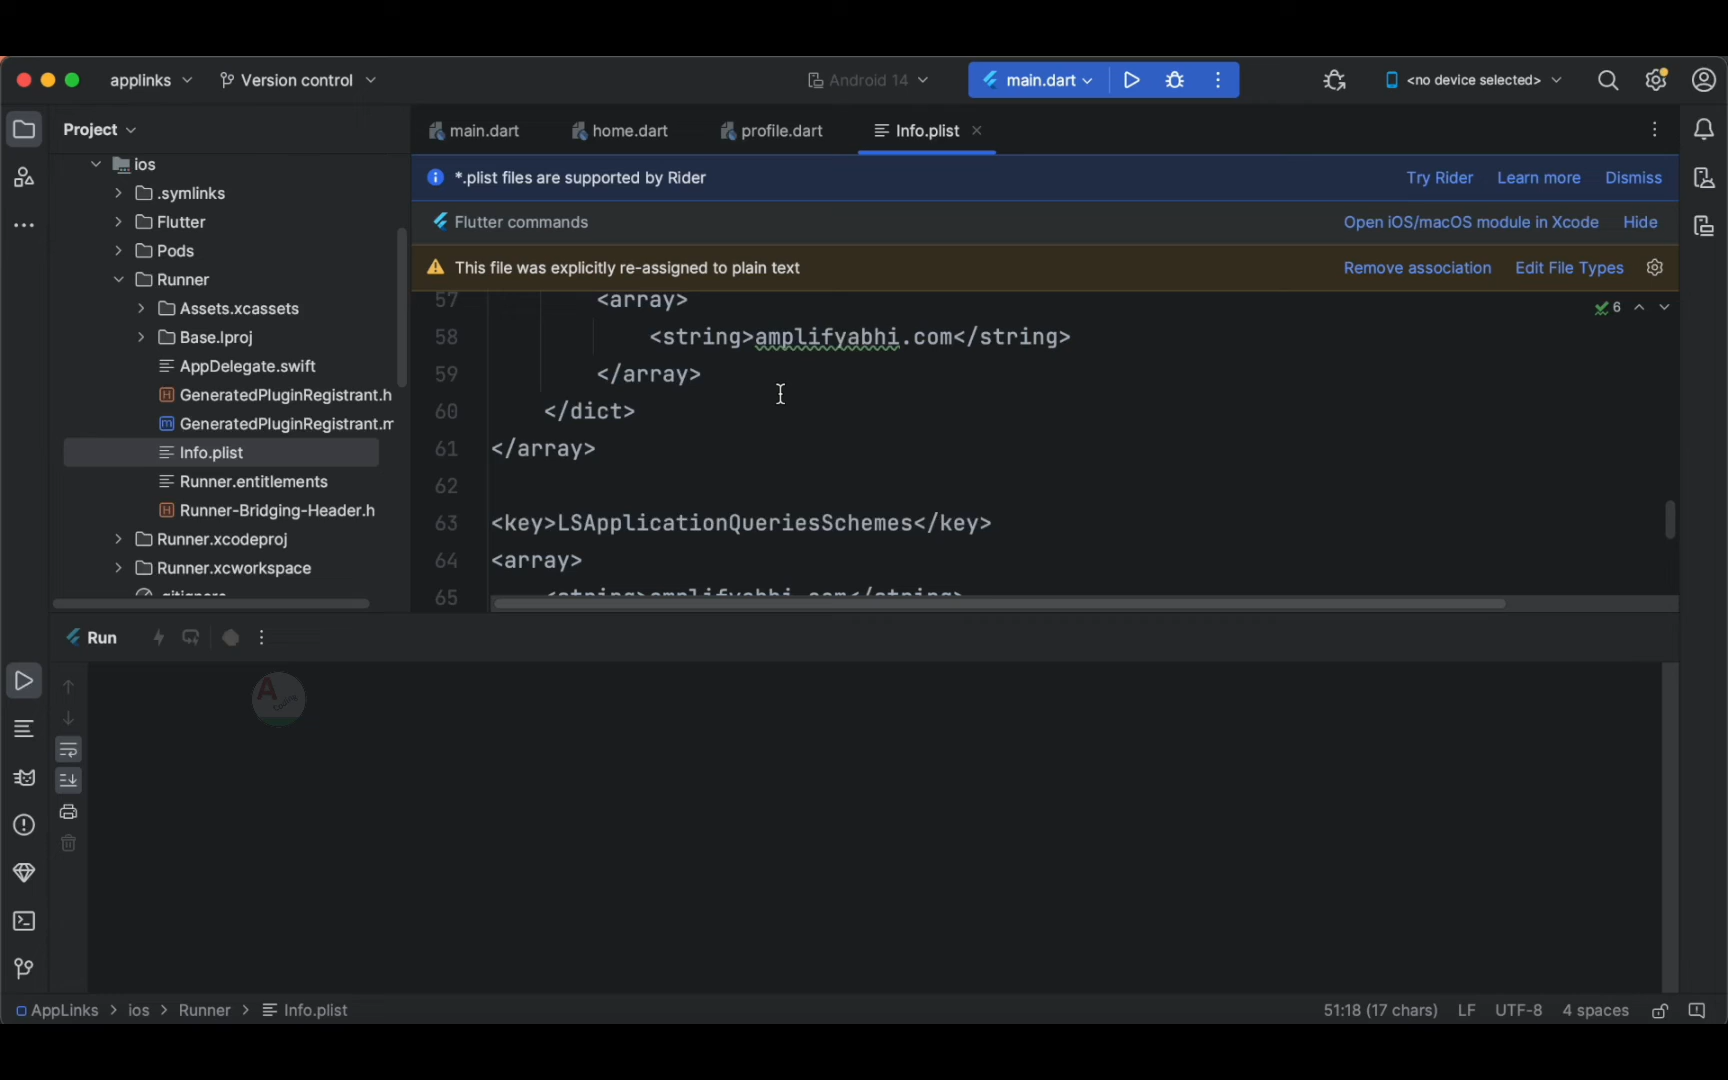 applinks
Version control
Android 14
main.dart
<no device selected>
Project
main.dart
home.dart
profile.dart
Info.plist
ios
.symlinks
Flutter
Pods
Runner
Assets.xcassets
Base.lproj
AppDelegate.swift
GeneratedPluginRegistrant.h
GeneratedPluginRegistrant.m
Info.plist
Runner.entitlements
Runner-Bridging-Header.h
Runner.xcodeproj
Runner.xcworkspace
.gitignore
*.plist files are supported by Rider
Try Rider
Learn more
Dismiss
Flutter commands
Open iOS/macOS module in Xcode
Hide
This file was explicitly re-assigned to plain text
Remove association
Edit File Types
6
57 <array>
58 <string>amplifyabhi.com</string>
59 </array>
60 </dict>
61 </array>
62
63 <key>LSApplicationQueriesSchemes</key>
64 <array>
65 <string>amplifyabhi.com</string>
Run
A
AppLinks > ios > Runner > Info.plist
51:18 (17 chars)
LF
UTF-8
4 spaces